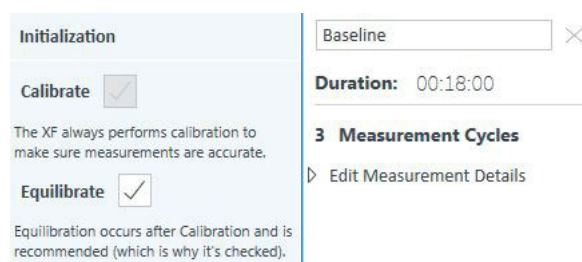 Initialization
Calibrate
The XF always performs calibration to
make sure measurements are accurate.
Equilibrate
Equilibration occurs after Calibration and is
recommended (which is why it's checked).
Baseline
Duration: 00:18:00
3 Measurement Cycles
Edit Measurement Details